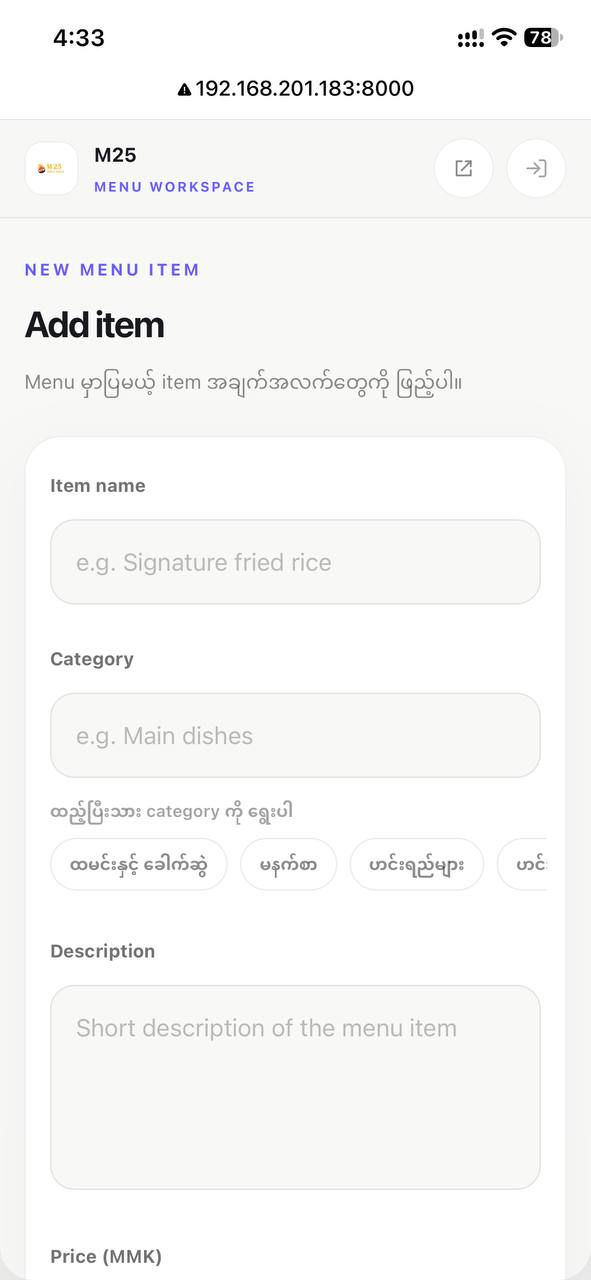 4:33
78
192.168.201.183:8000
M25
M25
MENU WORKSPACE
NEW MENU ITEM
Add item
Menu မှာပြမယ့် item အချက်အလက်တွေကို ဖြည့်ပါ။
Item name
e.g. Signature fried rice
Category
e.g. Main dishes
ထည့်ပြီးသား category ကို ရွေးပါ
ထမင်းနှင့် ခေါက်ဆွဲ မနက်စာ ဟင်းရည်များ ဟင်း
Description
Short description of the menu item
Price (MMK)